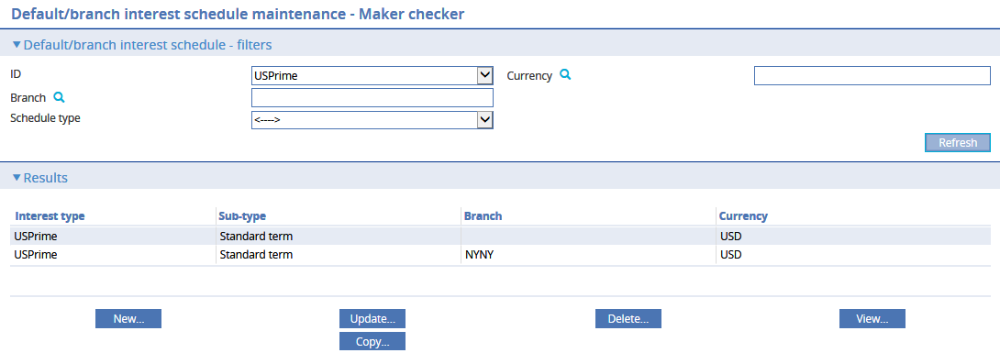 Default/branch interest schedule maintenance - Maker checker
Default/branch interest schedule - filters
ID USPrime Currency
Branch
Schedule type <---->
Refresh
Results
Interest type Sub-type Branch Currency
USPrime Standard term USD
USPrime Standard term NYNY USD
New... Update... Delete... View...
Copy...